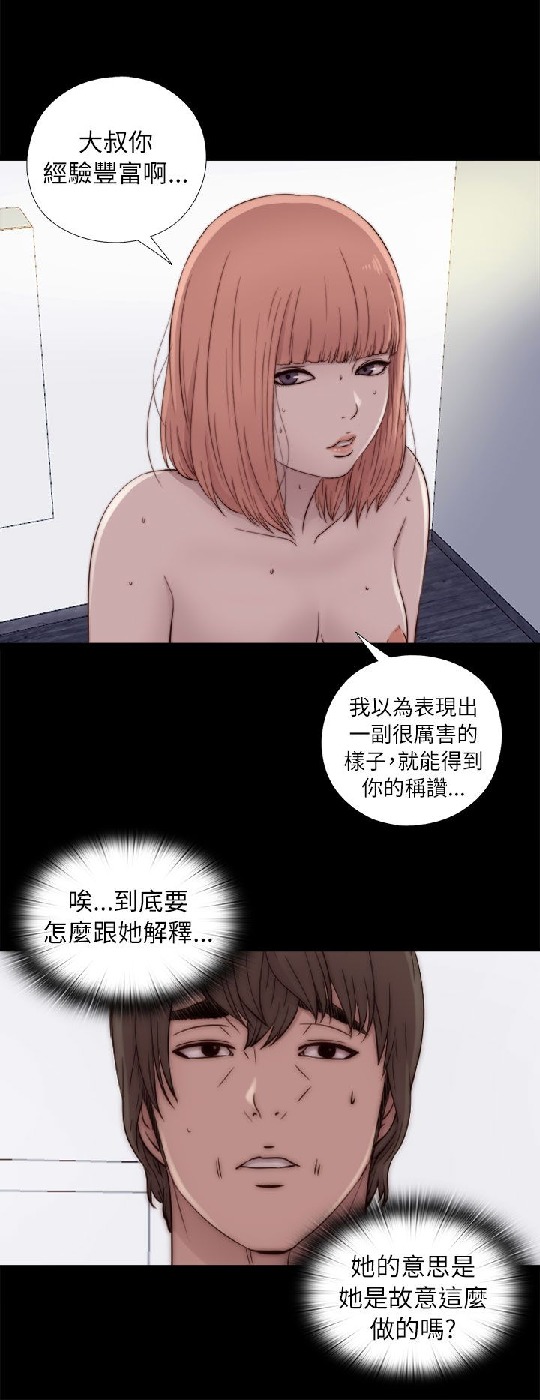 大叔你
經驗豐富啊...
我以為表現出
一副很厲害的
樣子,就能得到
你的稱讚...
唉...到底要
怎麼跟她解釋...
她的意思是
她是故意這麼
做的嗎?